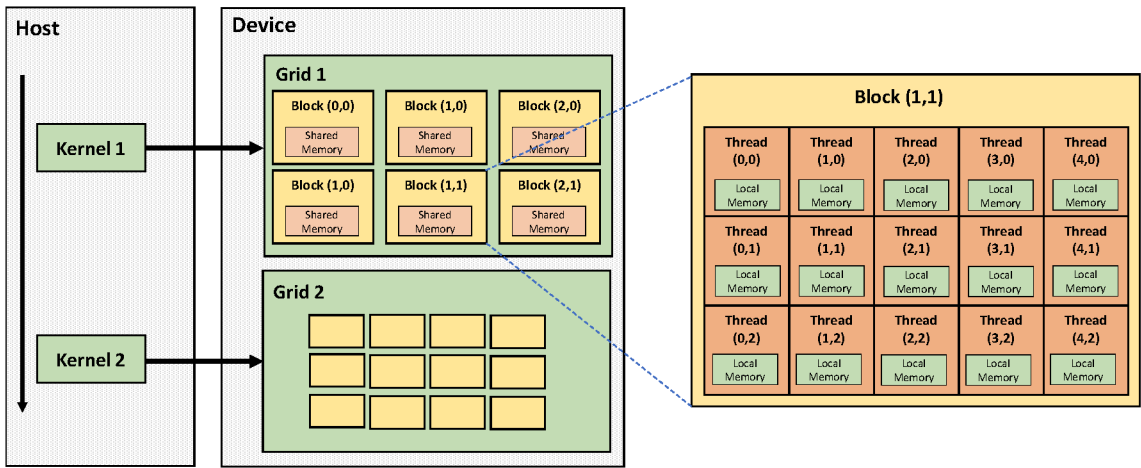 Host
Device
Grid 1
Block (0,0)
Block (1,0)
Block (2,0)
Shared
Memory
Shared
Memory
Shared
Memory
Kernel 1
Block (1,0)
Block (1,1)
Block (2,1)
Shared
Memory
Shared
Memory
Shared
Memory
Grid 2
Kernel 2
Block (1,1)
Thread
(0,0)
Local
Memory
Thread
(1,0)
Local
Memory
Thread
(2,0)
Local
Memory
Thread
(3,0)
Local
Memory
Thread
(4,0)
Local
Memory
Thread
(0,1)
Local
Memory
Thread
(1,1)
Local
Memory
Thread
(2,1)
Local
Memory
Thread
(3,1)
Local
Memory
Thread
(4,1)
Local
Memory
Thread
(0,2)
Local
Memory
Thread
(1,2)
Local
Memory
Thread
(2,2)
Local
Memory
Thread
(3,2)
Local
Memory
Thread
(4,2)
Local
Memory